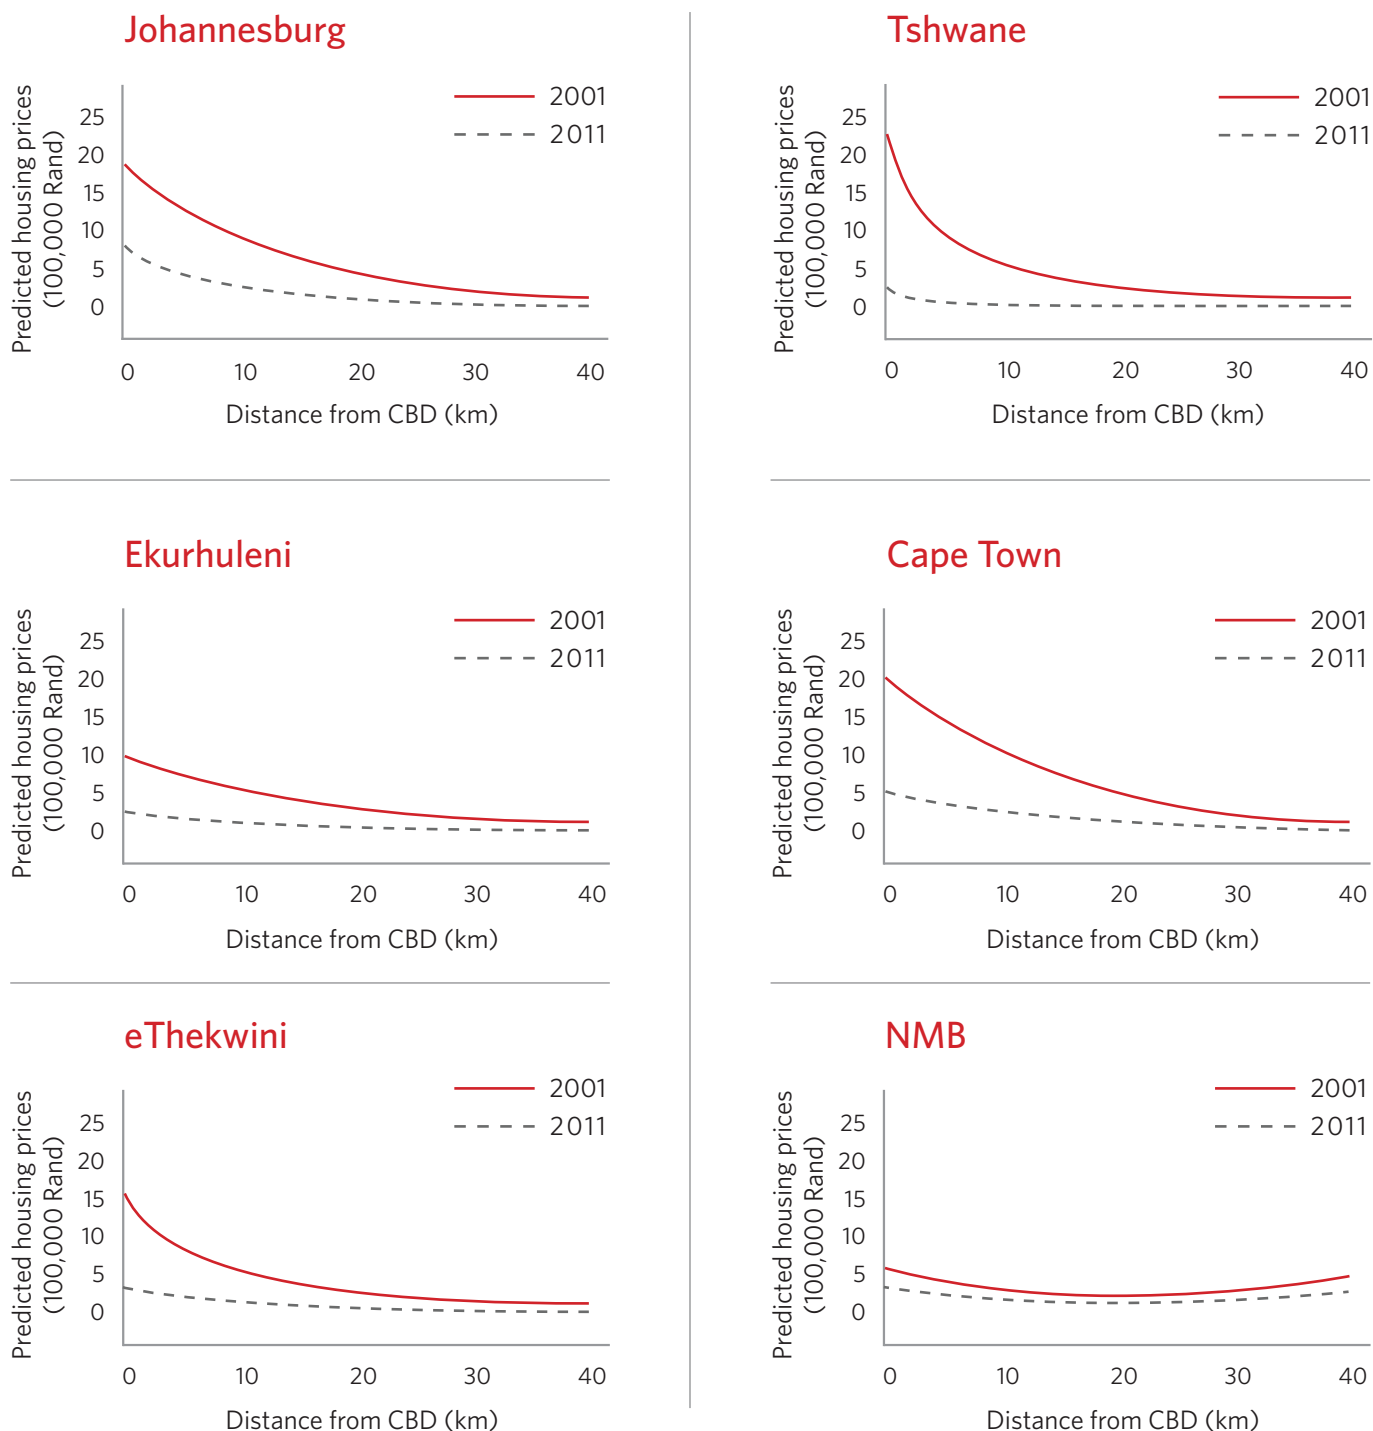 Johannesburg
Predicted housing prices
(100,000 Rand)
25
20
15
10
5
0
2001
2011
0 10 20 30 40
Distance from CBD (km)
Tshwane
Predicted housing prices
(100,000 Rand)
25
20
15
10
5
0
2001
2011
0 10 20 30 40
Distance from CBD (km)
Ekurhuleni
Predicted housing prices
(100,000 Rand)
25
20
15
10
5
0
2001
2011
0 10 20 30 40
Distance from CBD (km)
Cape Town
Predicted housing prices
(100,000 Rand)
25
20
15
10
5
0
2001
2011
0 10 20 30 40
Distance from CBD (km)
eThekwini
Predicted housing prices
(100,000 Rand)
25
20
15
10
5
0
2001
2011
0 10 20 30 40
Distance from CBD (km)
NMB
Predicted housing prices
(100,000 Rand)
25
20
15
10
5
0
2001
2011
0 10 20 30 40
Distance from CBD (km)